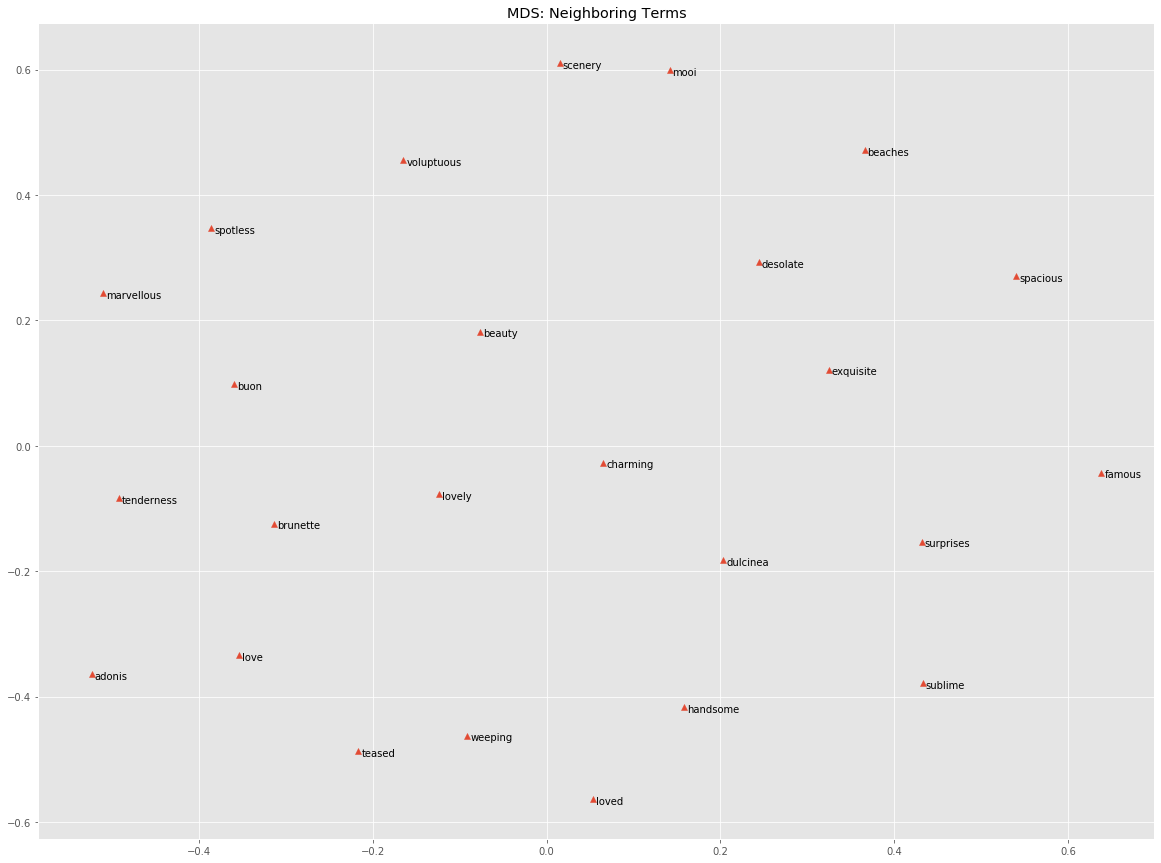 MDS: Neighboring Terms
0.6
scenery
mooi
beaches
voluptuous
0.4
spotless
desolate
spacious
marvellous
0.2
beauty
exquisite
buon
0.0
charming
famous
lovely
tenderness
brunette
surprises
dulcinea
−0.2
love
adonis
sublime
−0.4
handsome
weeping
teased
loved
−0.6
−0.4 −0.2 0.0 0.2 0.4 0.6